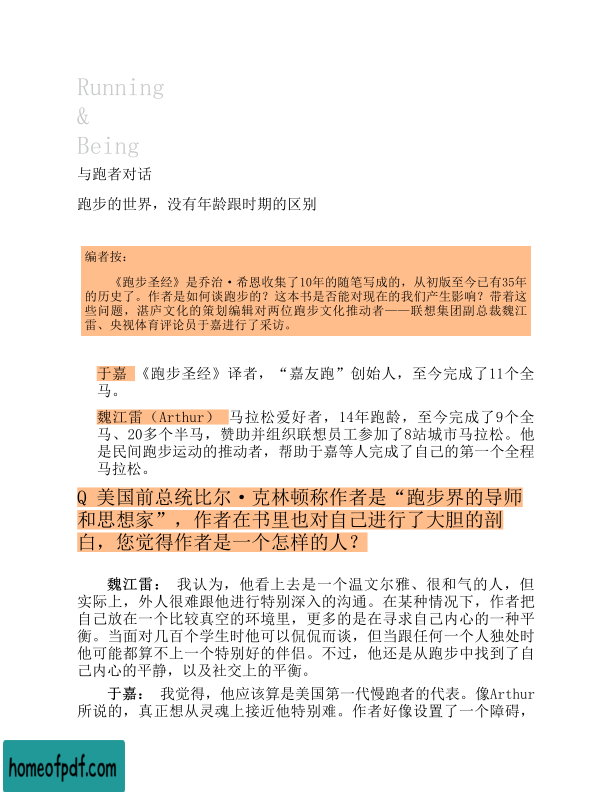 Running
&
Being
与跑者对话
跑步的世界，没有年龄跟时期的区别
编者按：
《跑步圣经》是乔治·希恩收集了10年的随笔写成的，从初版至今已有35年
的历史了。作者是如何谈跑步的？这本书是否能对现在的我们产生影响？带着这
些问题，湛庐文化的策划编辑对两位跑步文化推动者——联想集团副总裁魏江
雷、央视体育评论员于嘉进行了采访。
于嘉 《跑步圣经》译者，“嘉友跑”创始人，至今完成了11个全
马。
魏江雷（Arthur） 马拉松爱好者，14年跑龄，至今完成了9个全
马、20多个半马，赞助并组织联想员工参加了8站城市马拉松。他
是民间跑步运动的推动者，帮助于嘉等人完成了自己的第一个全程
马拉松。
Q 美国前总统比尔·克林顿称作者是“跑步界的导师
和思想家”，作者在书里也对自己进行了大胆的剖
白，您觉得作者是一个怎样的人？
魏江雷： 我认为，他看上去是一个温文尔雅、很和气的人，但
实际上，外人很难跟他进行特别深入的沟通。在某种情况下，作者把
自己放在一个比较真空的环境里，更多的是在寻求自己内心的一种平
衡。当面对几百个学生时他可以侃侃而谈，但当跟任何一个人独处时
他可能都算不上一个特别好的伴侣。不过，他还是从跑步中找到了自
己内心的平静，以及社交上的平衡。
于嘉： 我觉得，他应该算是美国第一代慢跑者的代表。像Arthur
所说的，真正想从灵魂上接近他特别难。作者好像设置了一个障碍，
homeofpdf.com